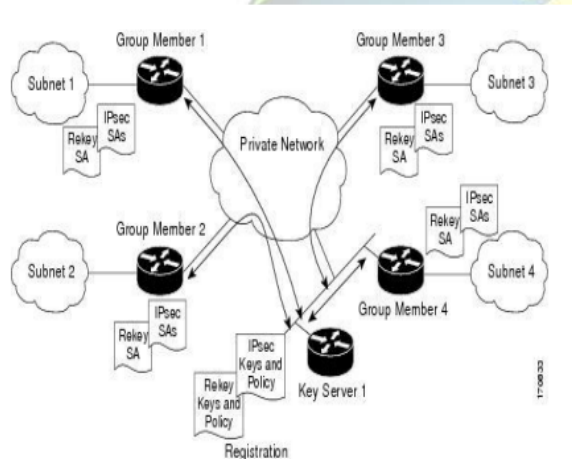 Group Member 1
Group Member 3
Subnet 1
Subnet 3
IPsec
SAs
Rekey
SA
Private Network
IPsec
SAs
Rekey
SA
Group Member 2
IPsec
SAs
Rekey
SA
Subnet 2
Subnet 4
Group Member 4
IPsec
SAs
Rekey
SA
IPsec
Keys and
Policy
Rekey
Keys and
Policy
Key Server 1
Registration